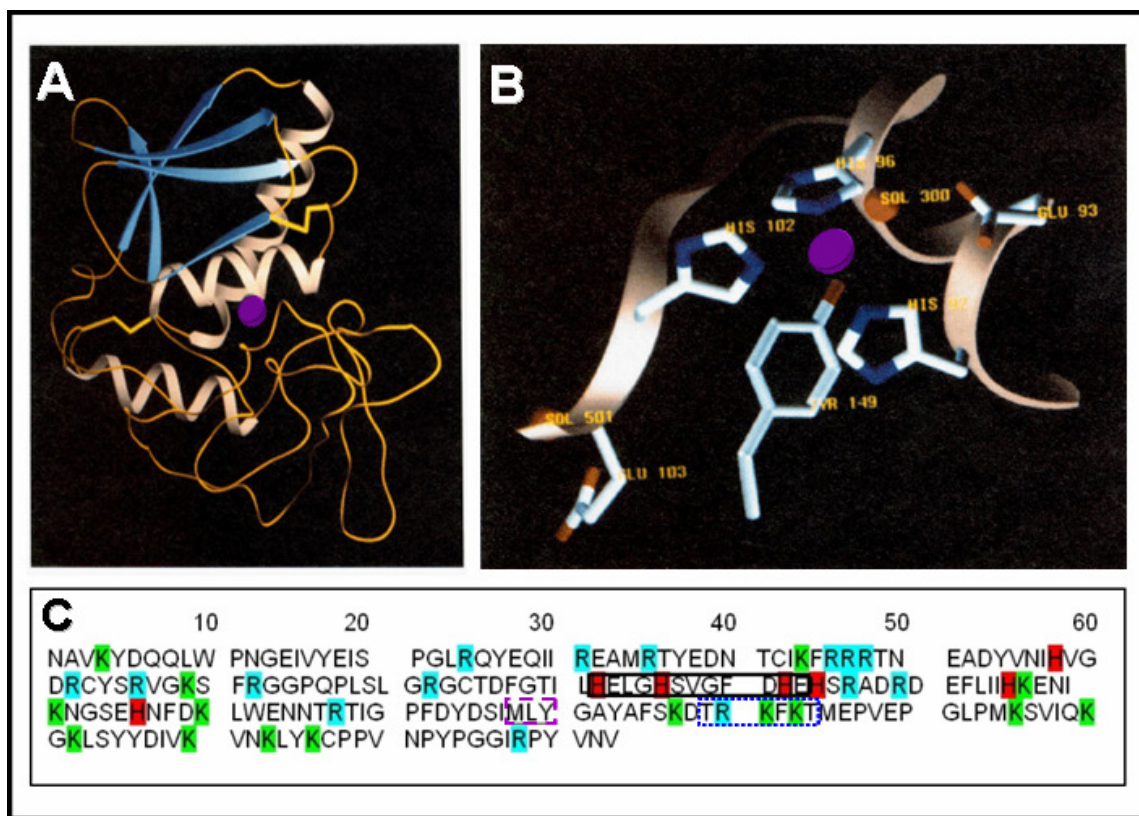 A
B
HIS 96
SOL 300
GLU 93
HIS 102
HIS 92
TYR 149
SOL 501
GLU 103
C
10 20 30 40 50 60
NAVKYDQQLW PNGEIVYEIS PGLRQYEQII REAMRTYEDN TCIKFRRRTN EADYVNIHVG
DRCYSRVGKS FRGGPQPLSL GRGCTDFGTI LHELGHSVGF DHEHSRADRD EFLIIHKENI
KNGSEHNFDK LWENNTRTIG PFDYDSIMLY GAYAFSKDTR KFKTMEPVEP GLPMKSVIQK
GKLSYYDIVK VNKLYKCPPV NPYPGGIRPY VNV